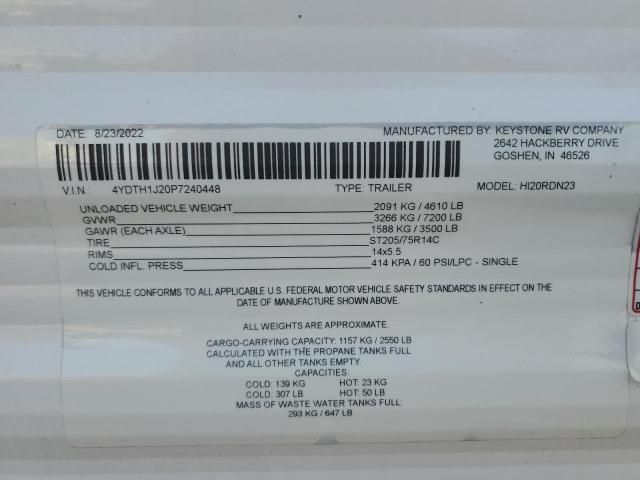 DATE: 8/23/2022 MANUFACTURED BY: KEYSTONE RV COMPANY
2642 HACKBERRY DRIVE
GOSHEN, IN 46526
V.I.N.: 4YDTH1J20P7240448 TYPE: TRAILER MODEL: HI20RDN23
UNLOADED VEHICLE WEIGHT 2091 KG / 4610 LB
GVWR 3266 KG / 7200 LB
GAWR (EACH AXLE) 1588 KG / 3500 LB
TIRE ST205/75R14C
RIMS 14x5.5
COLD INFL. PRESS 414 KPA / 60 PSI/LPC - SINGLE
THIS VEHICLE CONFORMS TO ALL APPLICABLE U.S. FEDERAL MOTOR VEHICLE SAFETY STANDARDS IN EFFECT ON THE
DATE OF MANUFACTURE SHOWN ABOVE.
ALL WEIGHTS ARE APPROXIMATE.
CARGO-CARRYING CAPACITY: 1157 KG / 2550 LB
CALCULATED WITH THE PROPANE TANKS FULL
AND ALL OTHER TANKS EMPTY.
CAPACITIES:
COLD: 139 KG HOT: 23 KG
COLD: 307 LB HOT: 50 LB
MASS OF WASTE WATER TANKS FULL:
293 KG / 647 LB